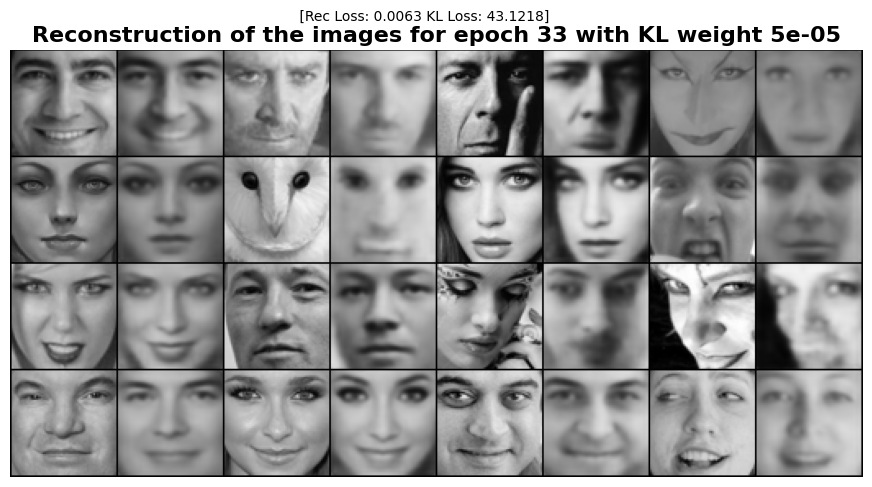 [Rec Loss: 0.0063 KL Loss: 43.1218]
Reconstruction of the images for epoch 33 with KL weight 5e-05